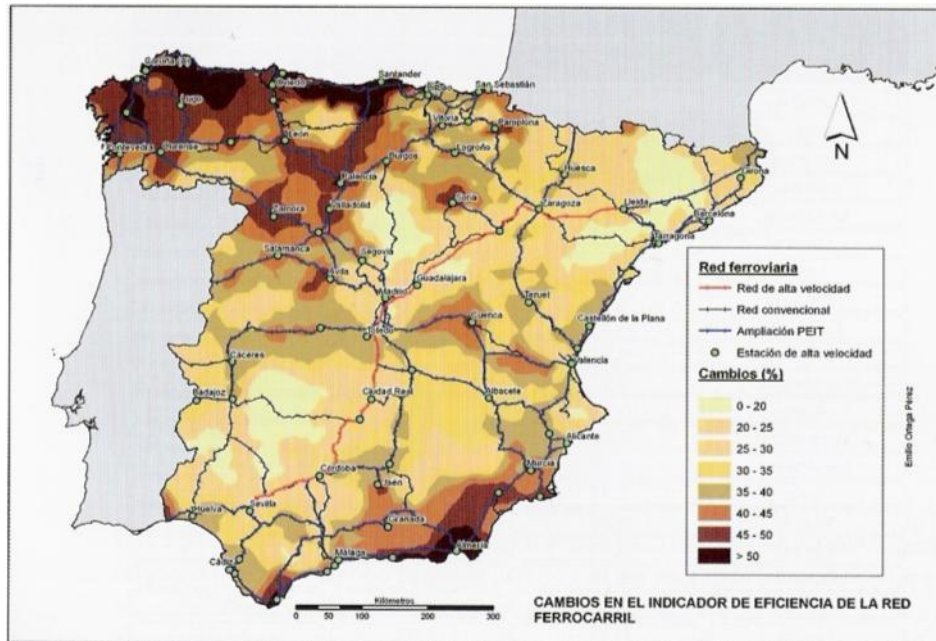 Coruña (A)
Oviedo
Santander
Bilbao
San Sebastián
Lugo
Vitoria
Pamplona
León
Pontevedra
Ourense
Logroño
Burgos
Huesca
Girona
Palencia
Soria
Zamora
Valladolid
Zaragoza
Lleida
Barcelona
Tarragona
Salamanca
Segovia
Ávila
Guadalajara
Madrid
Teruel
Cuenca
Castellón de la Plana
Toledo
Cáceres
Valencia
Badajoz
Ciudad Real
Albacete
Alicante
Murcia
Córdoba
Jaén
Huelva
Sevilla
Granada
Cádiz
Málaga
Almería
N
Red ferroviaria
Red de alta velocidad
Red convencional
Ampliación PEIT
Estación de alta velocidad
Cambios (%)
0 - 20
20 - 25
25 - 30
30 - 35
35 - 40
40 - 45
45 - 50
> 50
Emilio Ortega Pérez
Kilómetros
0 50 100 200 300
CAMBIOS EN EL INDICADOR DE EFICIENCIA DE LA RED
FERROCARRIL